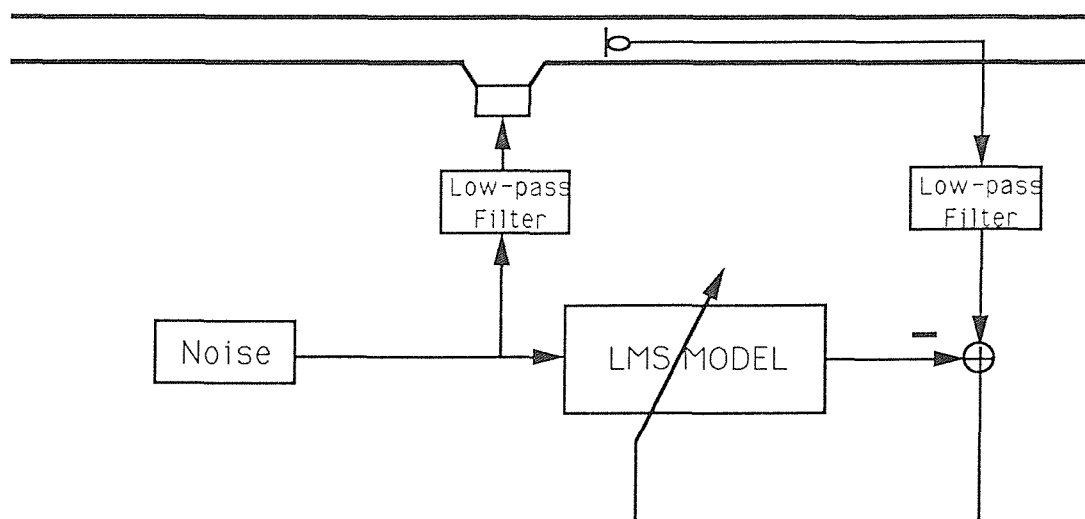 Low-pass
Filter
Low-pass
Filter
Noise
LMS MODEL
−